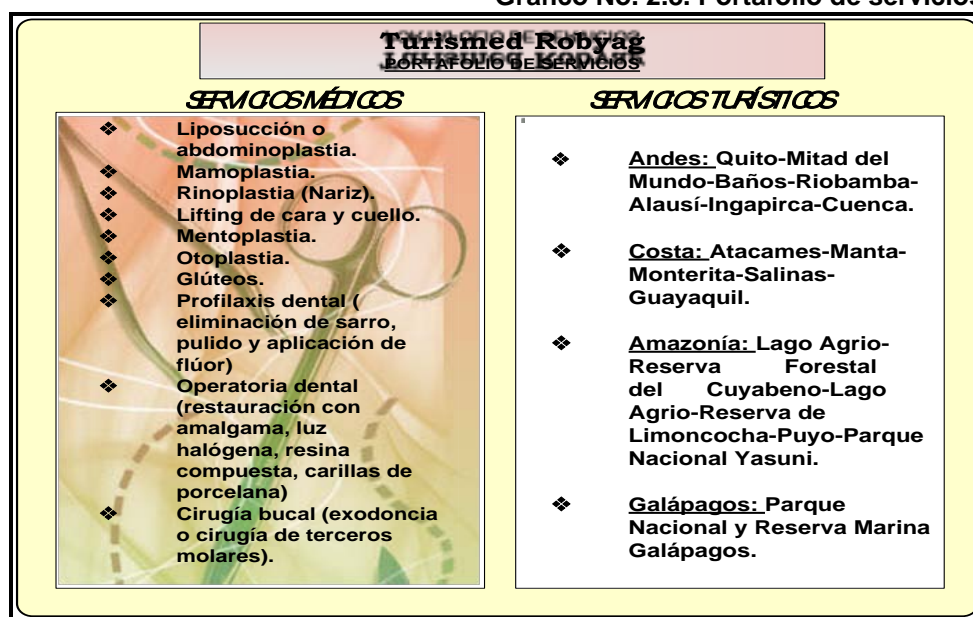 Gráfico No. 2.3. Portafolio de servicios
Turismed Robyag
PORTAFOLIO DE SERVICIOS
SERVICIOS MÉDICOS
❖ Liposucción o
abdominoplastia.
❖ Mamoplastia.
❖ Rinoplastia (Nariz).
❖ Lifting de cara y cuello.
❖ Mentoplastia.
❖ Otoplastia.
❖ Glúteos.
❖ Profilaxis dental (
eliminación de sarro,
pulido y aplicación de
flúor)
❖ Operatoria dental
(restauración con
amalgama, luz
halógena, resina
compuesta, carillas de
porcelana)
❖ Cirugía bucal (exodoncia
o cirugía de terceros
molares).
SERVICIOS TURÍSTICOS
❖ Andes: Quito-Mitad del
Mundo-Baños-Riobamba-
Alausí-Ingapirca-Cuenca.
❖ Costa: Atacames-Manta-
Monterita-Salinas-
Guayaquil.
❖ Amazonía: Lago Agrio-
Reserva Forestal
del Cuyabeno-Lago
Agrio-Reserva de
Limoncocha-Puyo-Parque
Nacional Yasuni.
❖ Galápagos: Parque
Nacional y Reserva Marina
Galápagos.